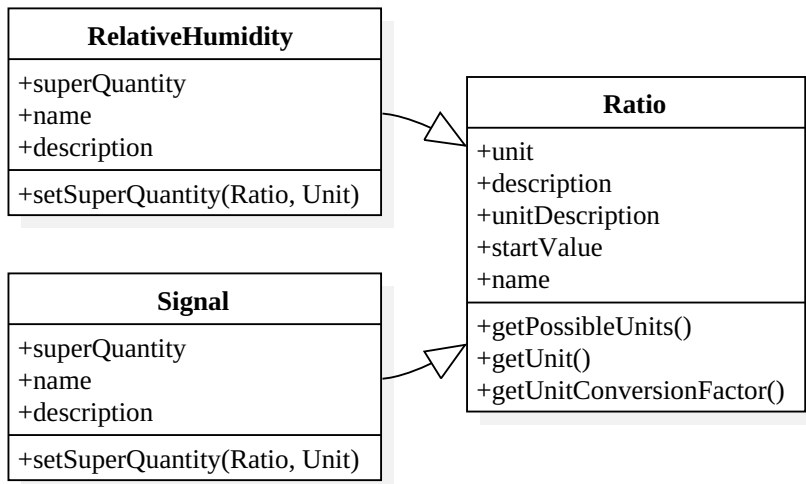 RelativeHumidity
+superQuantity
+name
+description
+setSuperQuantity(Ratio, Unit)
Signal
+superQuantity
+name
+description
+setSuperQuantity(Ratio, Unit)
Ratio
+unit
+description
+unitDescription
+startValue
+name
+getPossibleUnits()
+getUnit()
+getUnitConversionFactor()